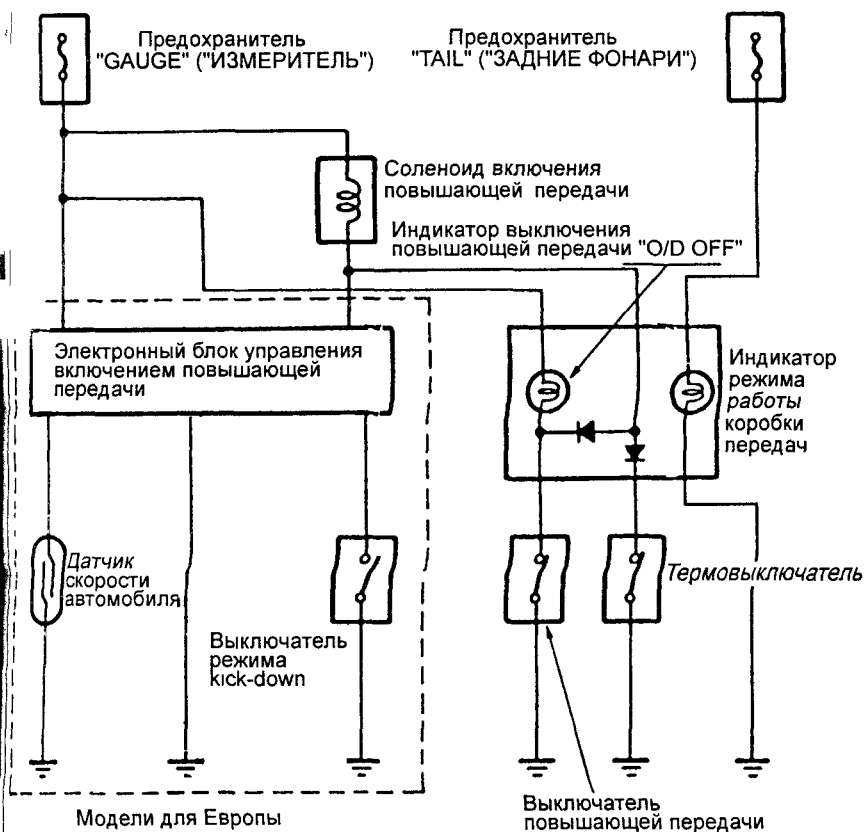 Предохранитель
"GAUGE" ("ИЗМЕРИТЕЛЬ")
Предохранитель
"TAIL" ("ЗАДНИЕ ФОНАРИ")
Соленоид включения
повышающей передачи
Индикатор выключения
повышающей передачи "O/D OFF"
Электронный блок управления
включением повышающей
передачи
Индикатор
режима
работы
коробки
передач
Датчик
скорости
автомобиля
Термовыключатель
Выключатель
режима
kick-down
Модели для Европы
Выключатель
повышающей передачи